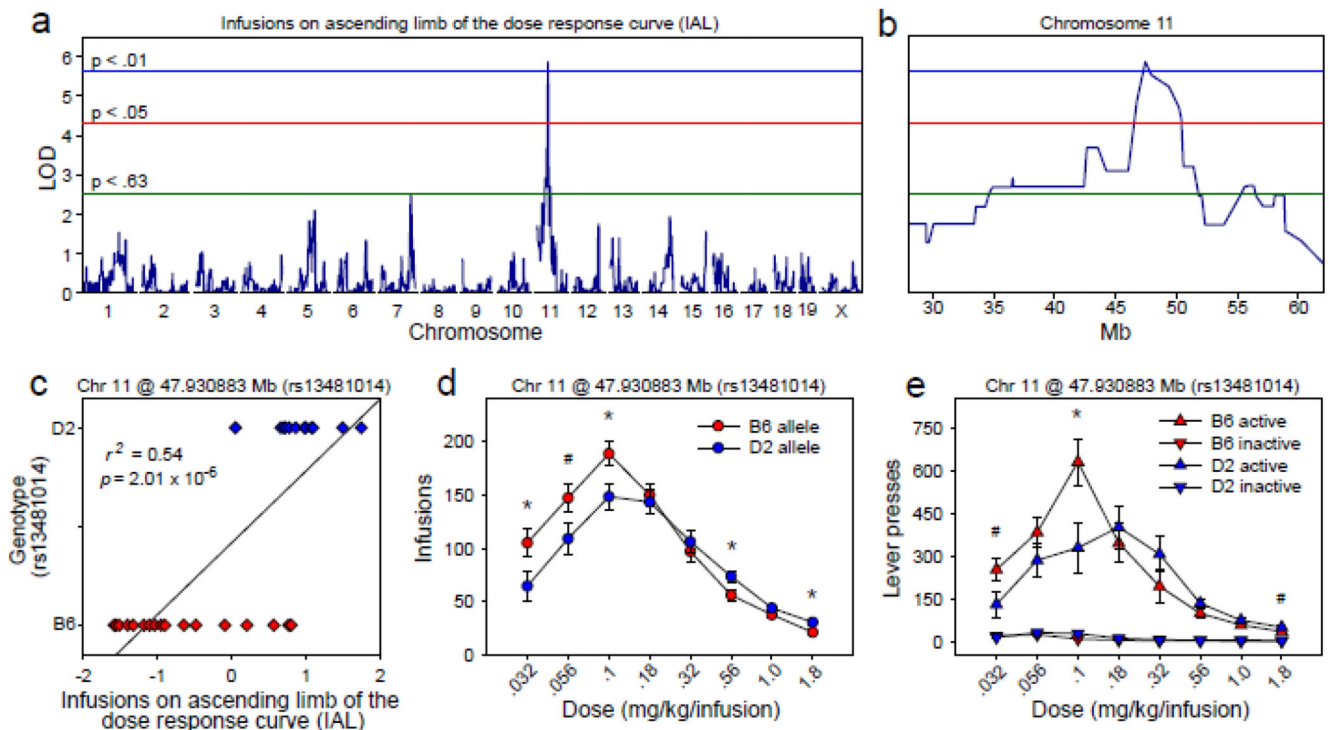 a
Infusions on ascending limb of the dose response curve (IAL)
6
5
4
3
2
1
0
LOD
p < .01
p < .05
p < .63
1 2 3 4 5 6 7 8 9 10 11 12 13 14 15 16 17 18 19 X
Chromosome
b
Chromosome 11
30 35 40 45 50 55 60
Mb
c
Chr 11 @ 47.930883 Mb (rs13481014)
D2
B6
Genotype
(rs13481014)
r² = 0.54
p = 2.01 x 10⁻⁶
-2 -1 0 1 2
Infusions on ascending limb of the
dose response curve (IAL)
d
Chr 11 @ 47.930883 Mb (rs13481014)
200
150
100
50
0
Infusions
* # * * *
B6 allele
D2 allele
.032 .056 .1 .18 .32 .56 1.0 1.8
Dose (mg/kg/infusion)
e
Chr 11 @ 47.930883 Mb (rs13481014)
750
600
450
300
150
0
Lever presses
# * #
B6 active
B6 inactive
D2 active
D2 inactive
.032 .056 .1 .18 .32 .56 1.0 1.8
Dose (mg/kg/infusion)